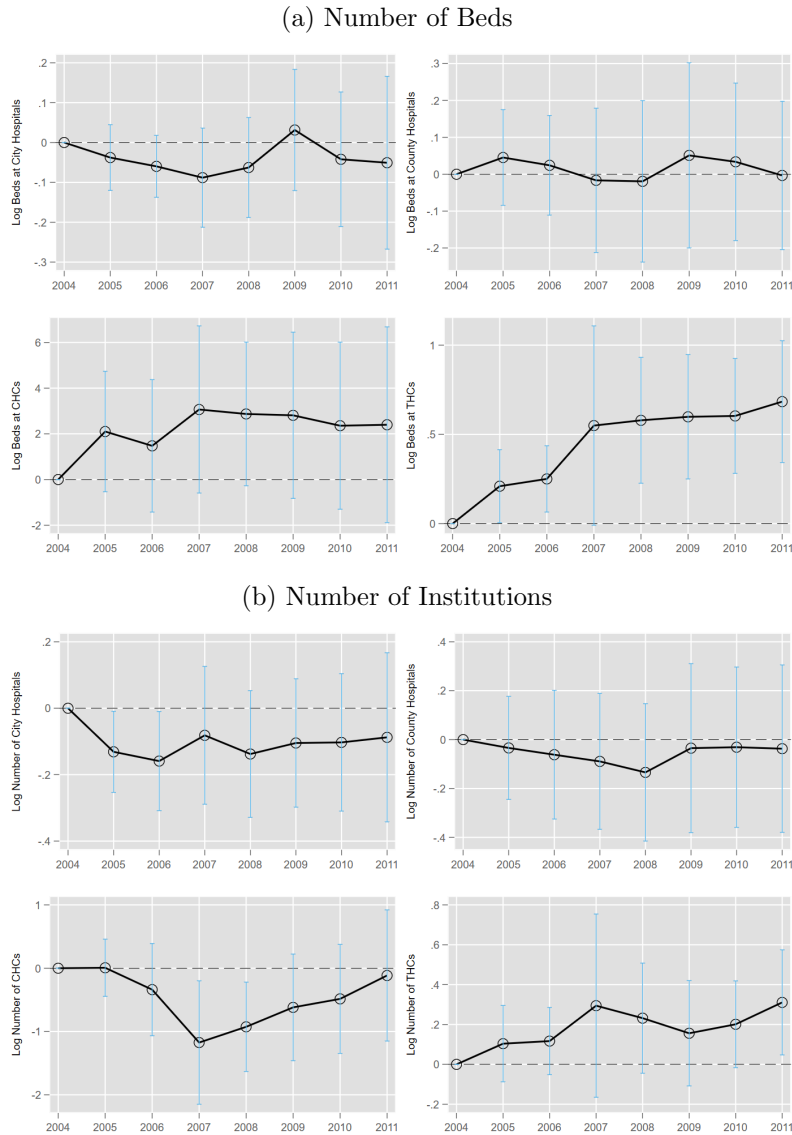 (a) Number of Beds
Log Beds at City Hospitals
.2
.1
0
-.1
-.2
-.3
2004 2005 2006 2007 2008 2009 2010 2011
Log Beds at County Hospitals
.3
.2
.1
0
-.1
-.2
2004 2005 2006 2007 2008 2009 2010 2011
Log Beds at CHCs
6
4
2
0
-2
2004 2005 2006 2007 2008 2009 2010 2011
Log Beds at THCs
1
.5
0
2004 2005 2006 2007 2008 2009 2010 2011
(b) Number of Institutions
Log Number of City Hospitals
.2
0
-.2
-.4
2004 2005 2006 2007 2008 2009 2010 2011
Log Number of County Hospitals
.4
.2
0
-.2
-.4
2004 2005 2006 2007 2008 2009 2010 2011
Log Number of CHCs
1
0
-1
-2
2004 2005 2006 2007 2008 2009 2010 2011
Log Number of THCs
.8
.6
.4
.2
0
-.2
2004 2005 2006 2007 2008 2009 2010 2011